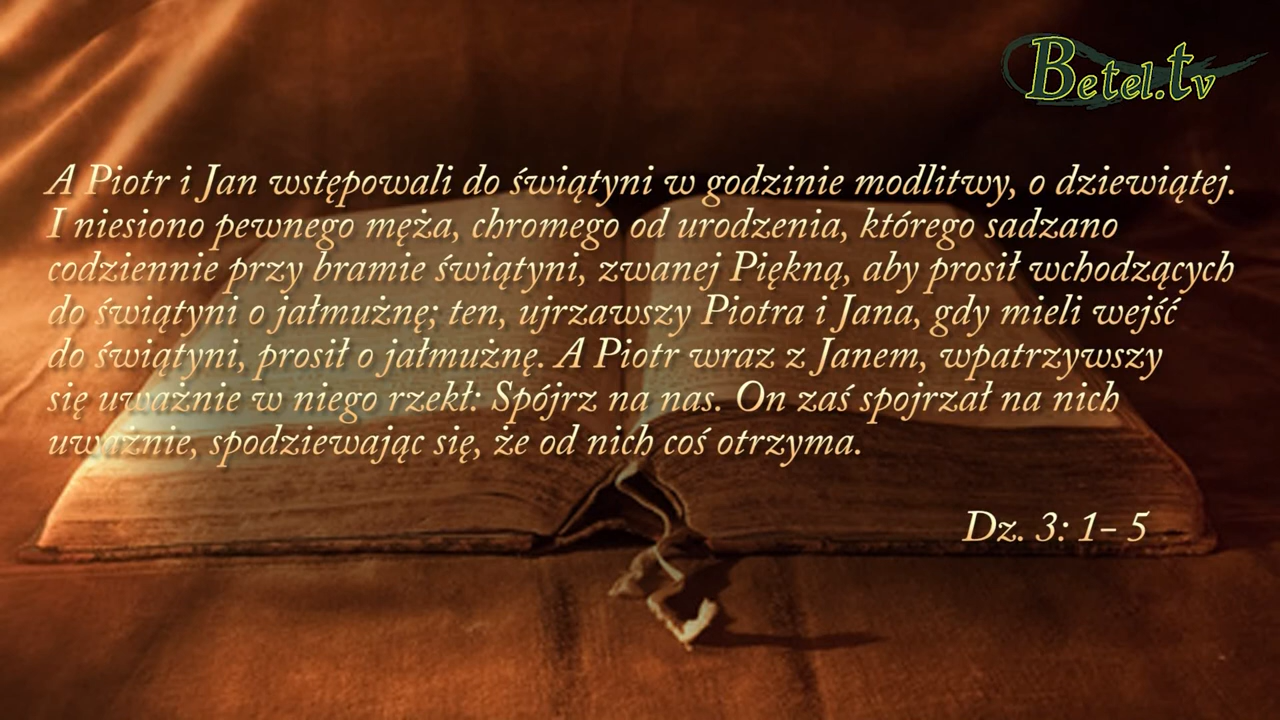 Betel.tv
A Piotr i Jan wstępowali do świątyni w godzinie modlitwy, o dziewiątej.
I niesiono pewnego męża, chromego od urodzenia, którego sadzano
codziennie przy bramie świątyni, zwanej Piękną, aby prosił wchodzących
do świątyni o jałmużnę; ten, ujrzawszy Piotra i Jana, gdy mieli wejść
do świątyni, prosił o jałmużnę. A Piotr wraz z Janem, wpatrzywszy
się uważnie w niego rzekł: Spójrz na nas. On zaś spojrzał na nich
uważnie, spodziewając się, że od nich coś otrzyma.
Dz. 3: 1- 5